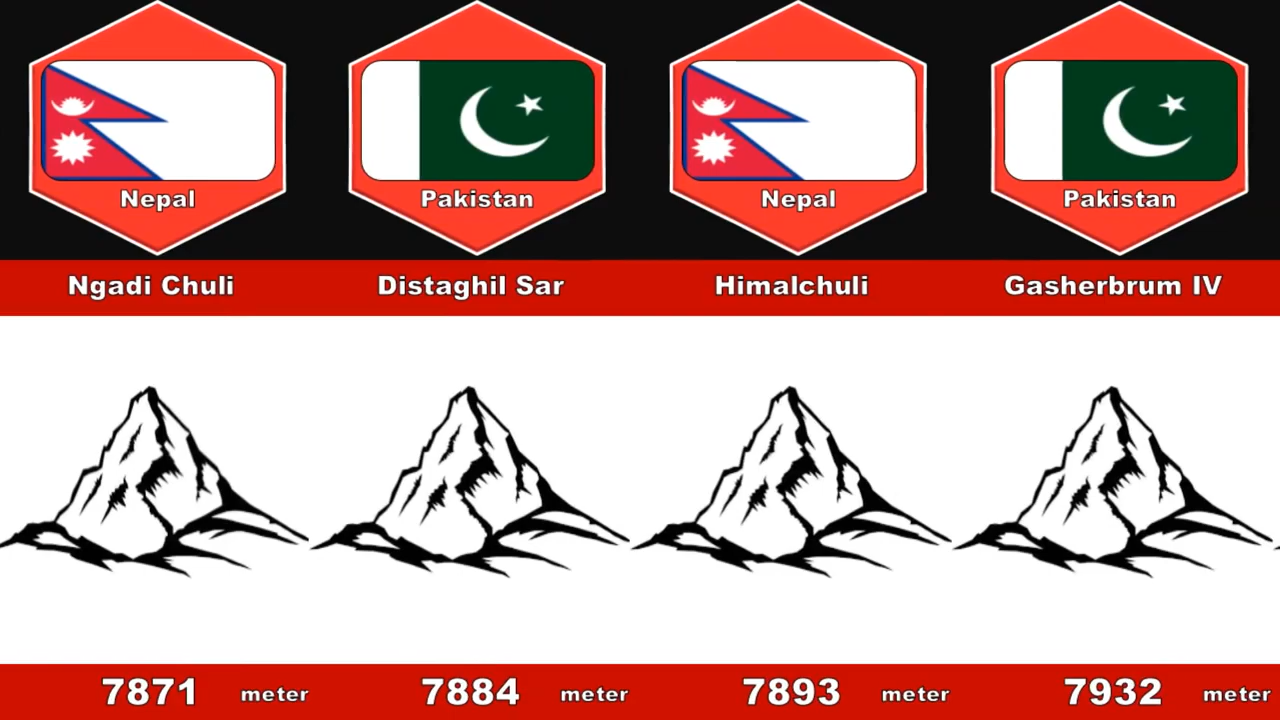 Nepal
Pakistan
Nepal
Pakistan
Ngadi Chuli
Distaghil Sar
Himalchuli
Gasherbrum IV
7871 meter
7884 meter
7893 meter
7932 meter